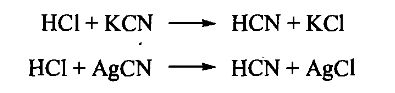 HCl + KCN ⟶ HCN + KCl
HCl + AgCN ⟶ HCN + AgCl